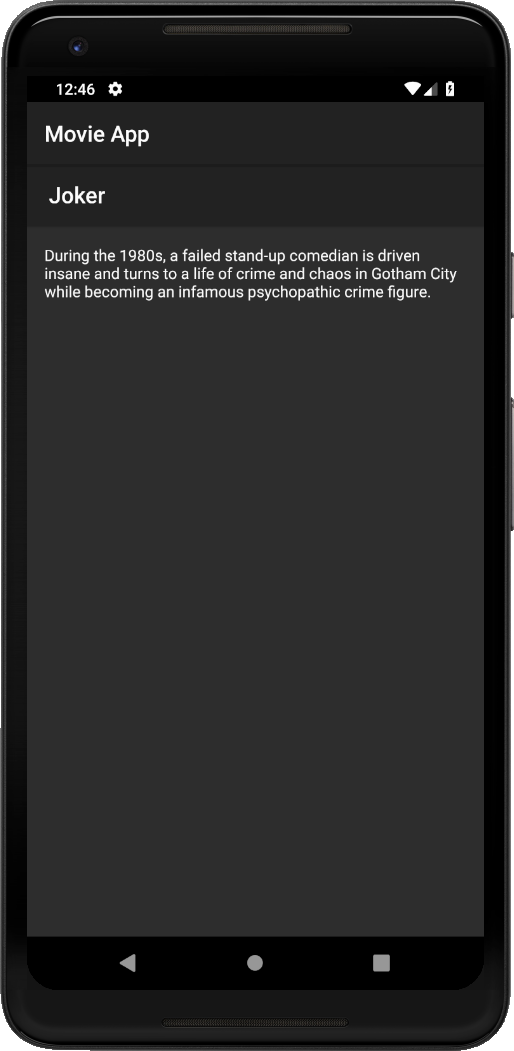 12:46
Movie App
Joker
During the 1980s, a failed stand-up comedian is driven
insane and turns to a life of crime and chaos in Gotham City
while becoming an infamous psychopathic crime figure.